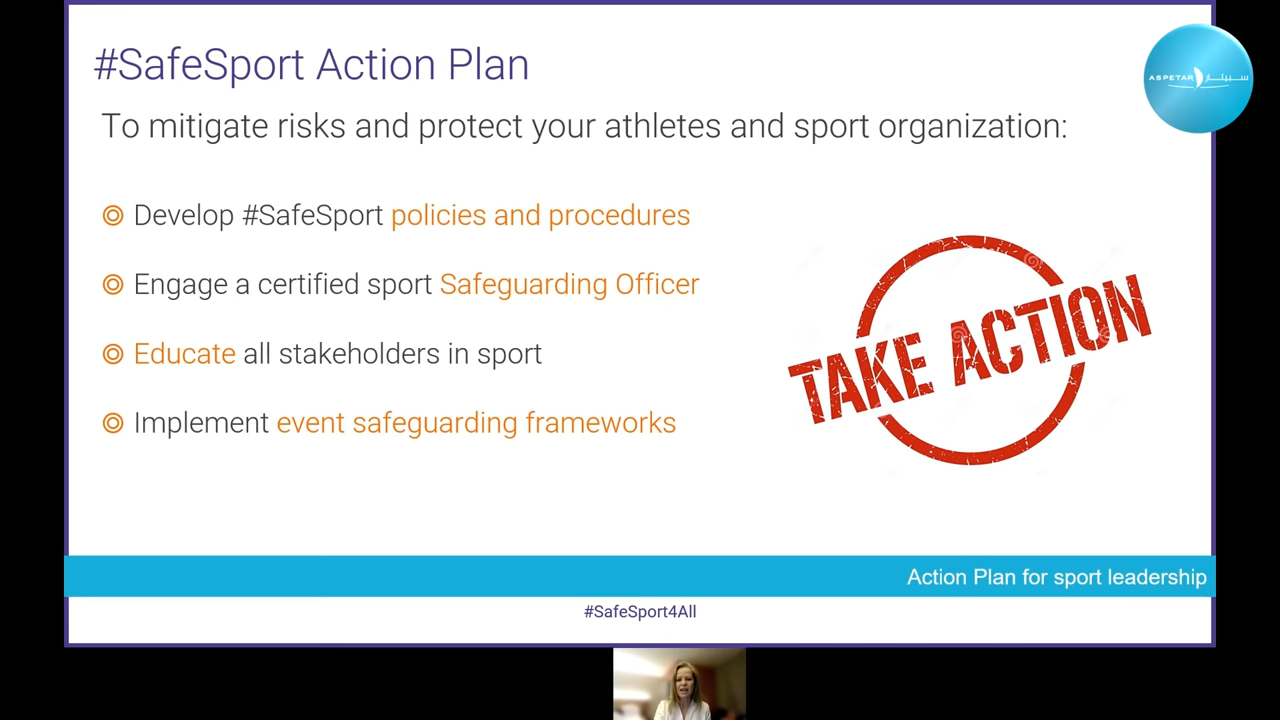 #SafeSport Action Plan
ASPETAR سبيتار
To mitigate risks and protect your athletes and sport organization:
Develop #SafeSport policies and procedures
Engage a certified sport Safeguarding Officer
Educate all stakeholders in sport
Implement event safeguarding frameworks
TAKE ACTION
Action Plan for sport leadership
#SafeSport4All